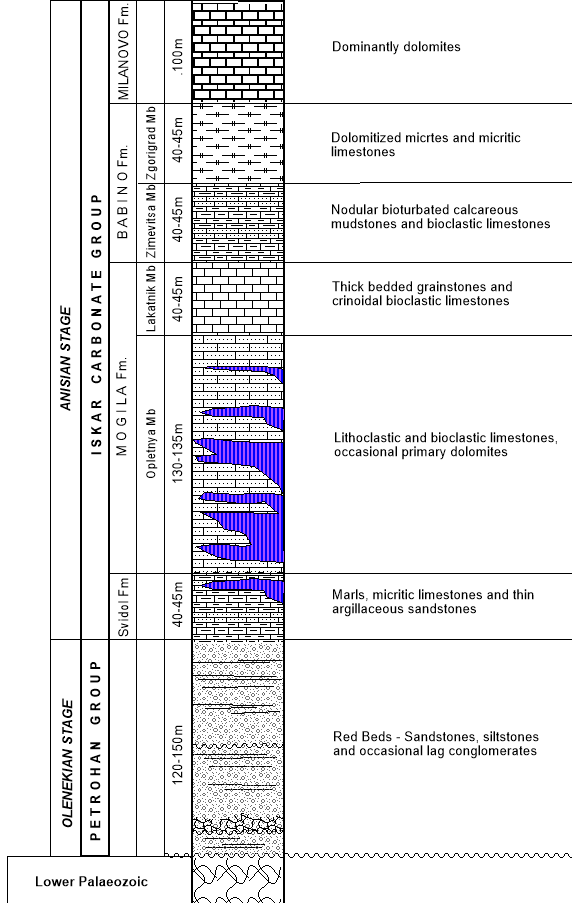 ANISIAN STAGE
OLENEKIAN STAGE
ISKAR CARBONATE GROUP
PETROHAN GROUP
MILANOVO Fm.
BABINO Fm.
MOGILA Fm.
Svidol Fm
Zgorigrad Mb
Zimevitsa Mb
Lakatnik Mb
Opletnya Mb
.100m
40-45m
40-45m
40-45m
130-135m
40-45m
120-150m
Dominantly dolomites
Dolomitized micrtes and micritic
limestones
Nodular bioturbated calcareous
mudstones and bioclastic limestones
Thick bedded grainstones and
crinoidal bioclastic limestones
Lithoclastic and bioclastic limestones,
occasional primary dolomites
Marls, micritic limestones and thin
argillaceous sandstones
Red Beds - Sandstones, siltstones
and occasional lag conglomerates
Lower Palaeozoic